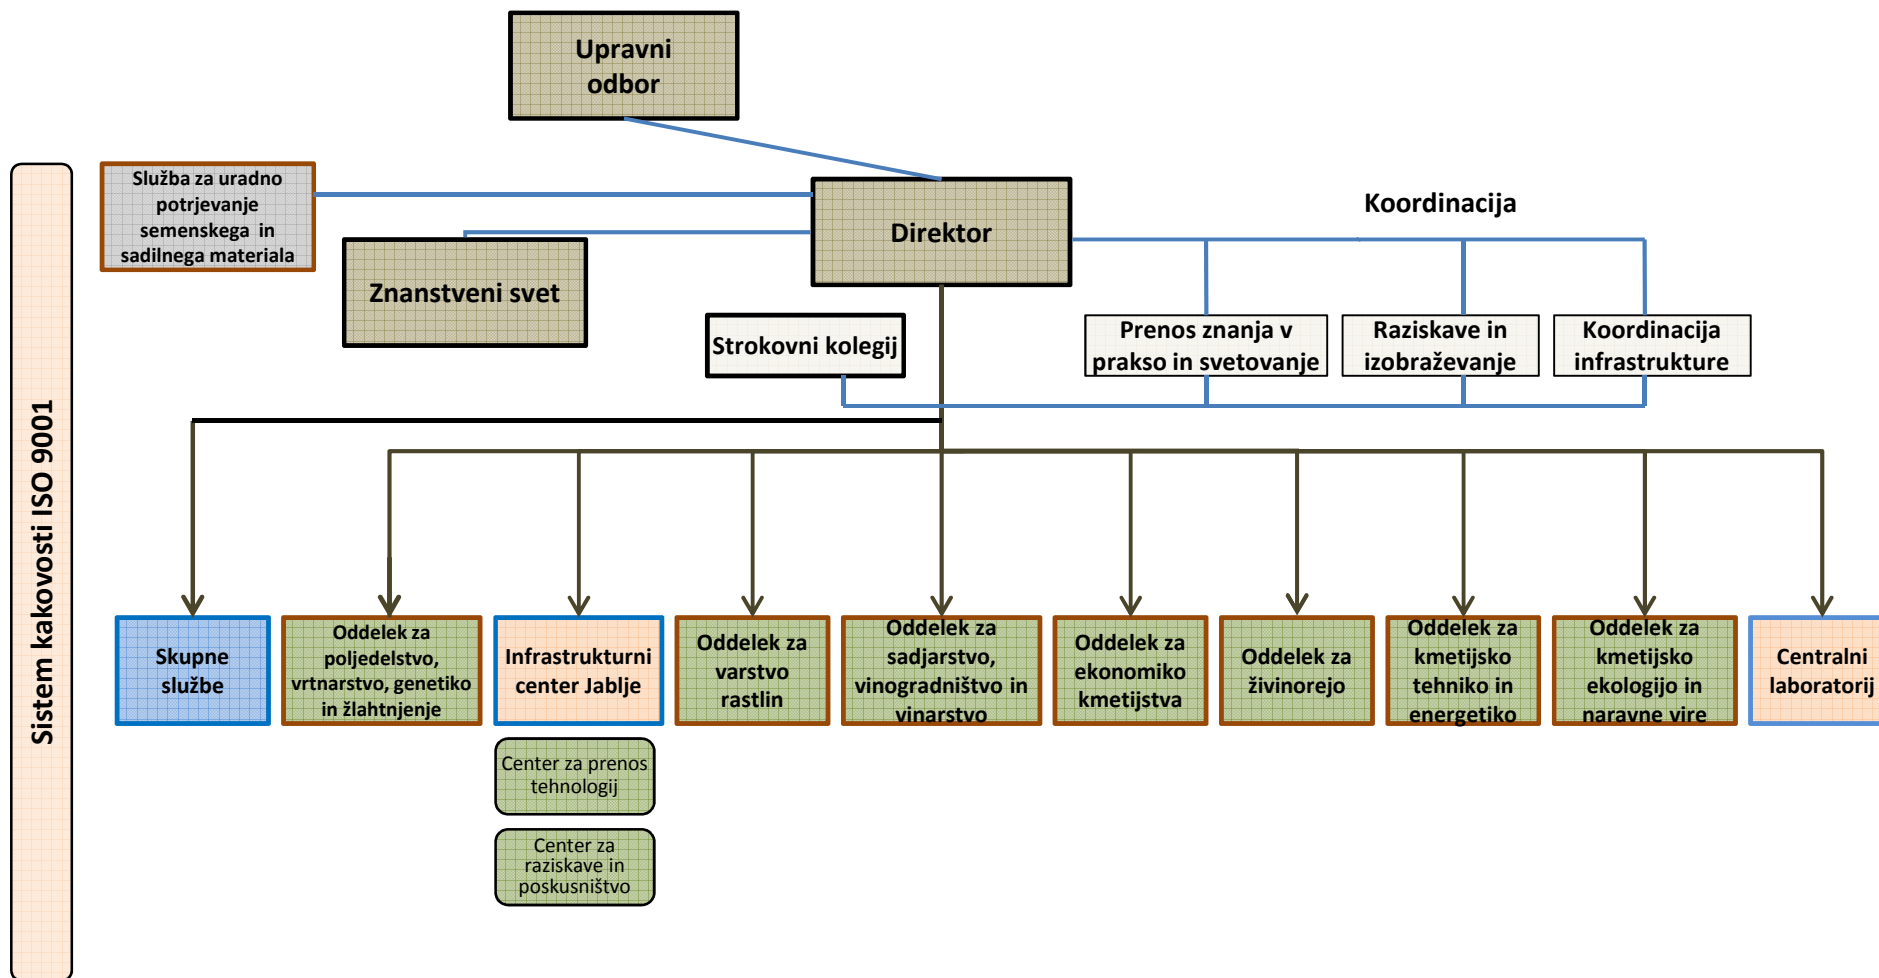 Upravni
odbor
Služba za uradno
potrjevanje
semenskega in
sadilnega materiala
Direktor
Koordinacija
Znanstveni svet
Strokovni kolegij
Prenos znanja v
prakso in svetovanje
Raziskave in
izobraževanje
Koordinacija
infrastrukture
Sistem kakovosti ISO 9001
Skupne
službe
Oddelek za
poljedelstvo,
vrtnarstvo, genetiko
in žlahtnjenje
Infrastrukturni
center Jablje
Oddelek za
varstvo
rastlin
Oddelek za
sadjarstvo,
vinogradništvo in
vinarstvo
Oddelek za
ekonomiko
kmetijstva
Oddelek za
živinorejo
Oddelek za
kmetijsko
tehniko in
energetiko
Oddelek za
kmetijsko
ekologijo in
naravne vire
Centralni
laboratorij
Center za prenos
tehnologij
Center za
raziskave in
poskusništvo